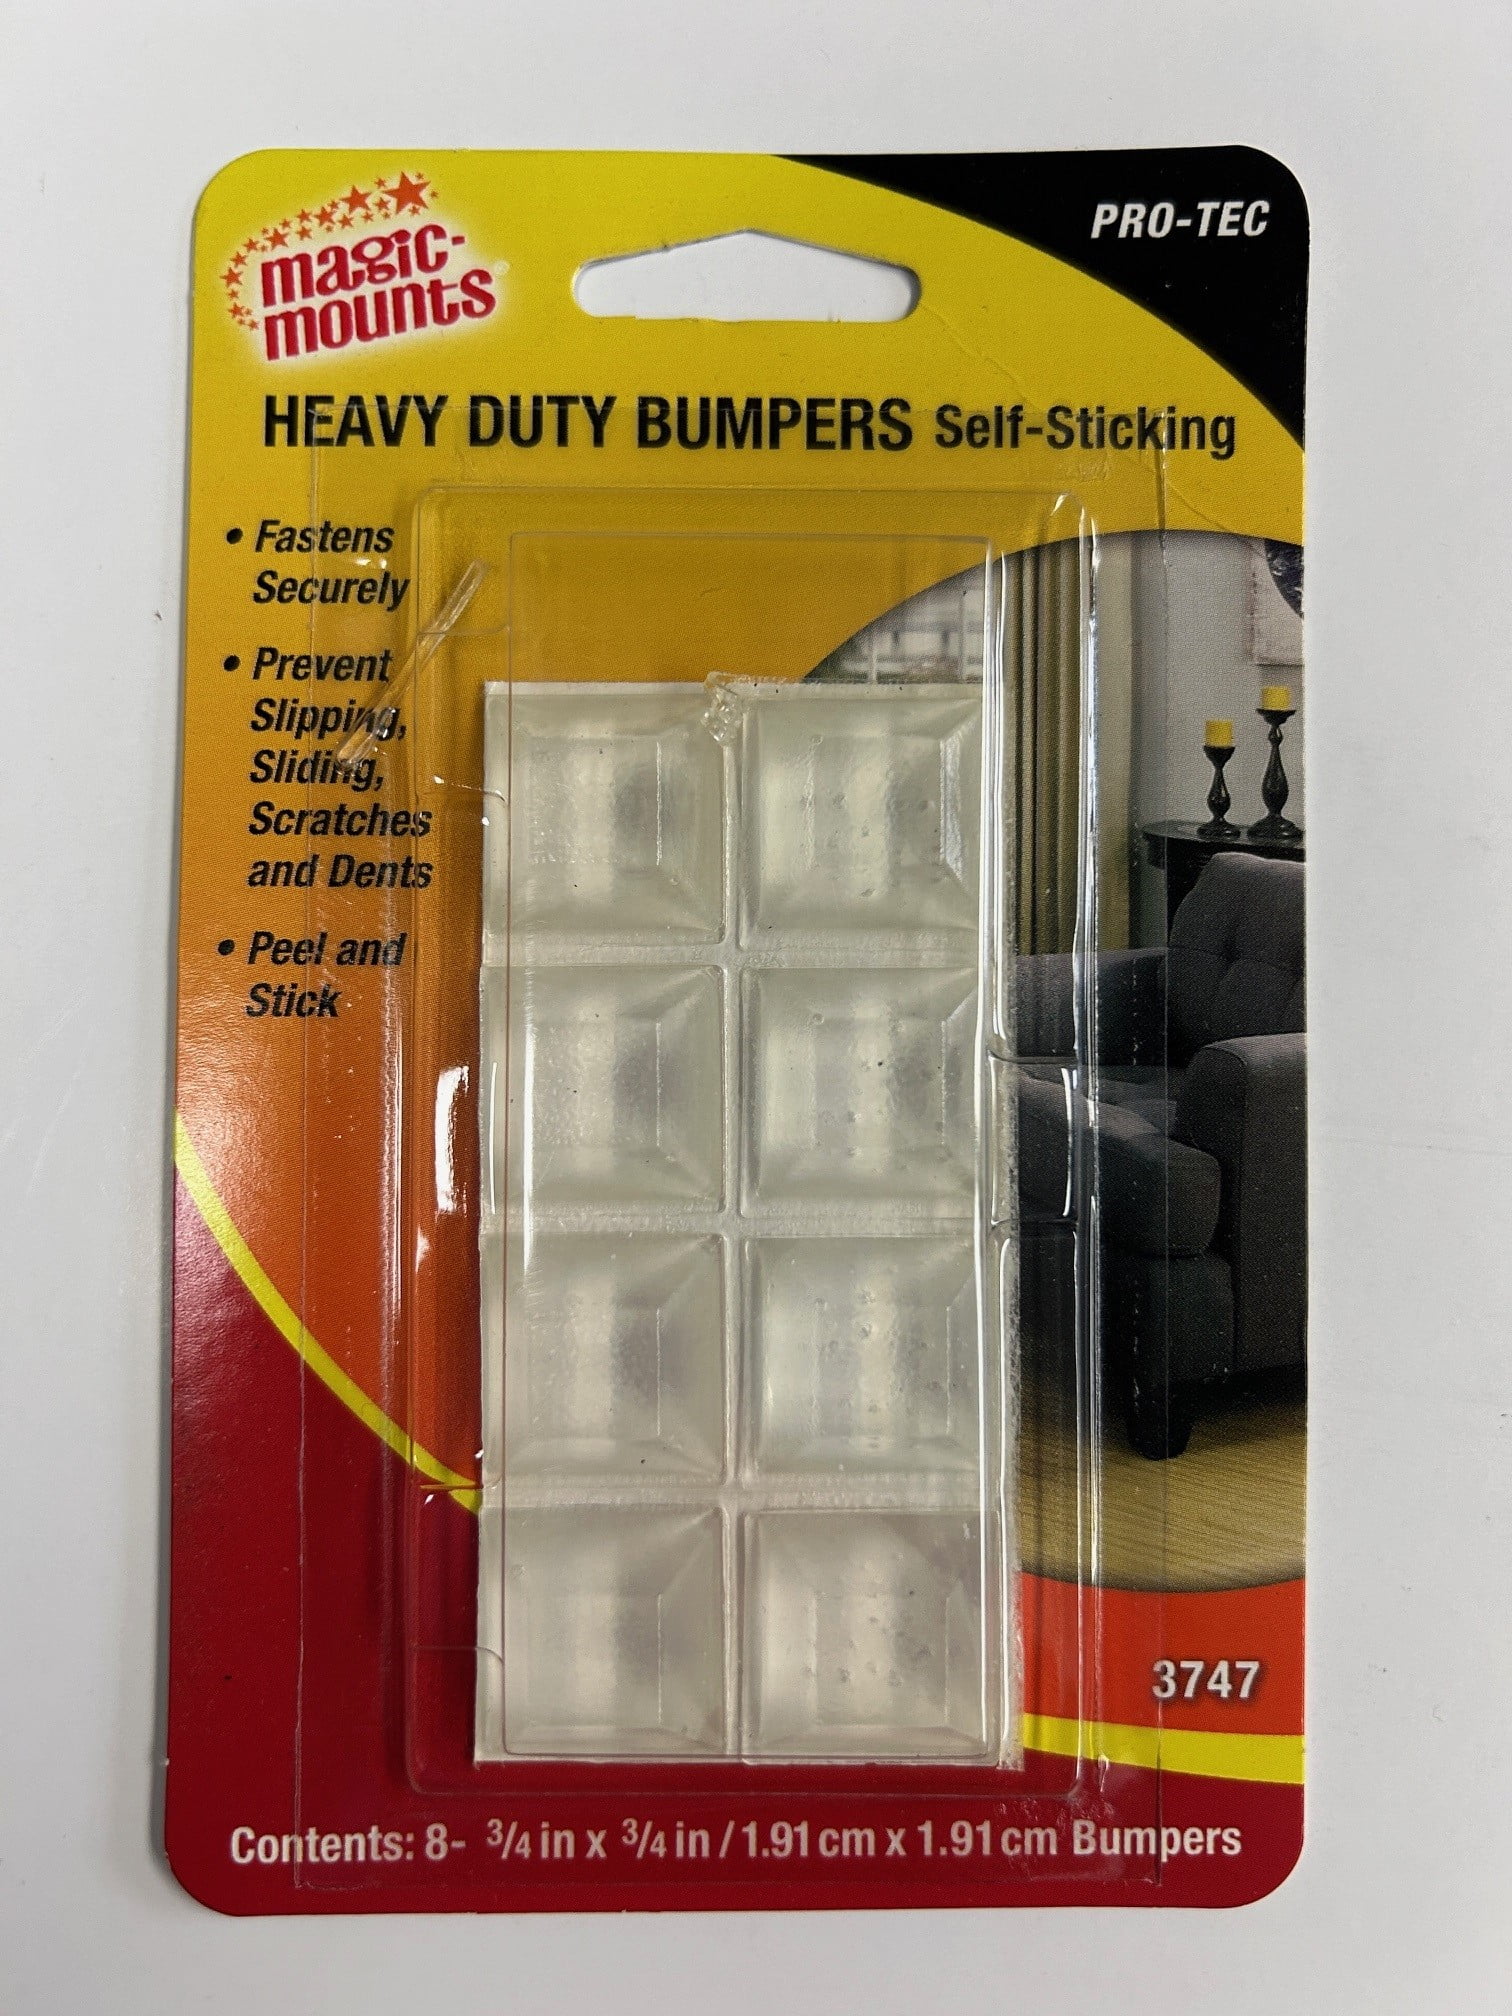 magic-
mounts®
PRO-TEC
HEAVY DUTY BUMPERS Self-Sticking
• Fastens
Securely
• Prevent
Slipping,
Sliding,
Scratches
and Dents
• Peel and
Stick
3747
Contents: 8- 3/4 in x 3/4 in / 1.91 cm x 1.91 cm Bumpers